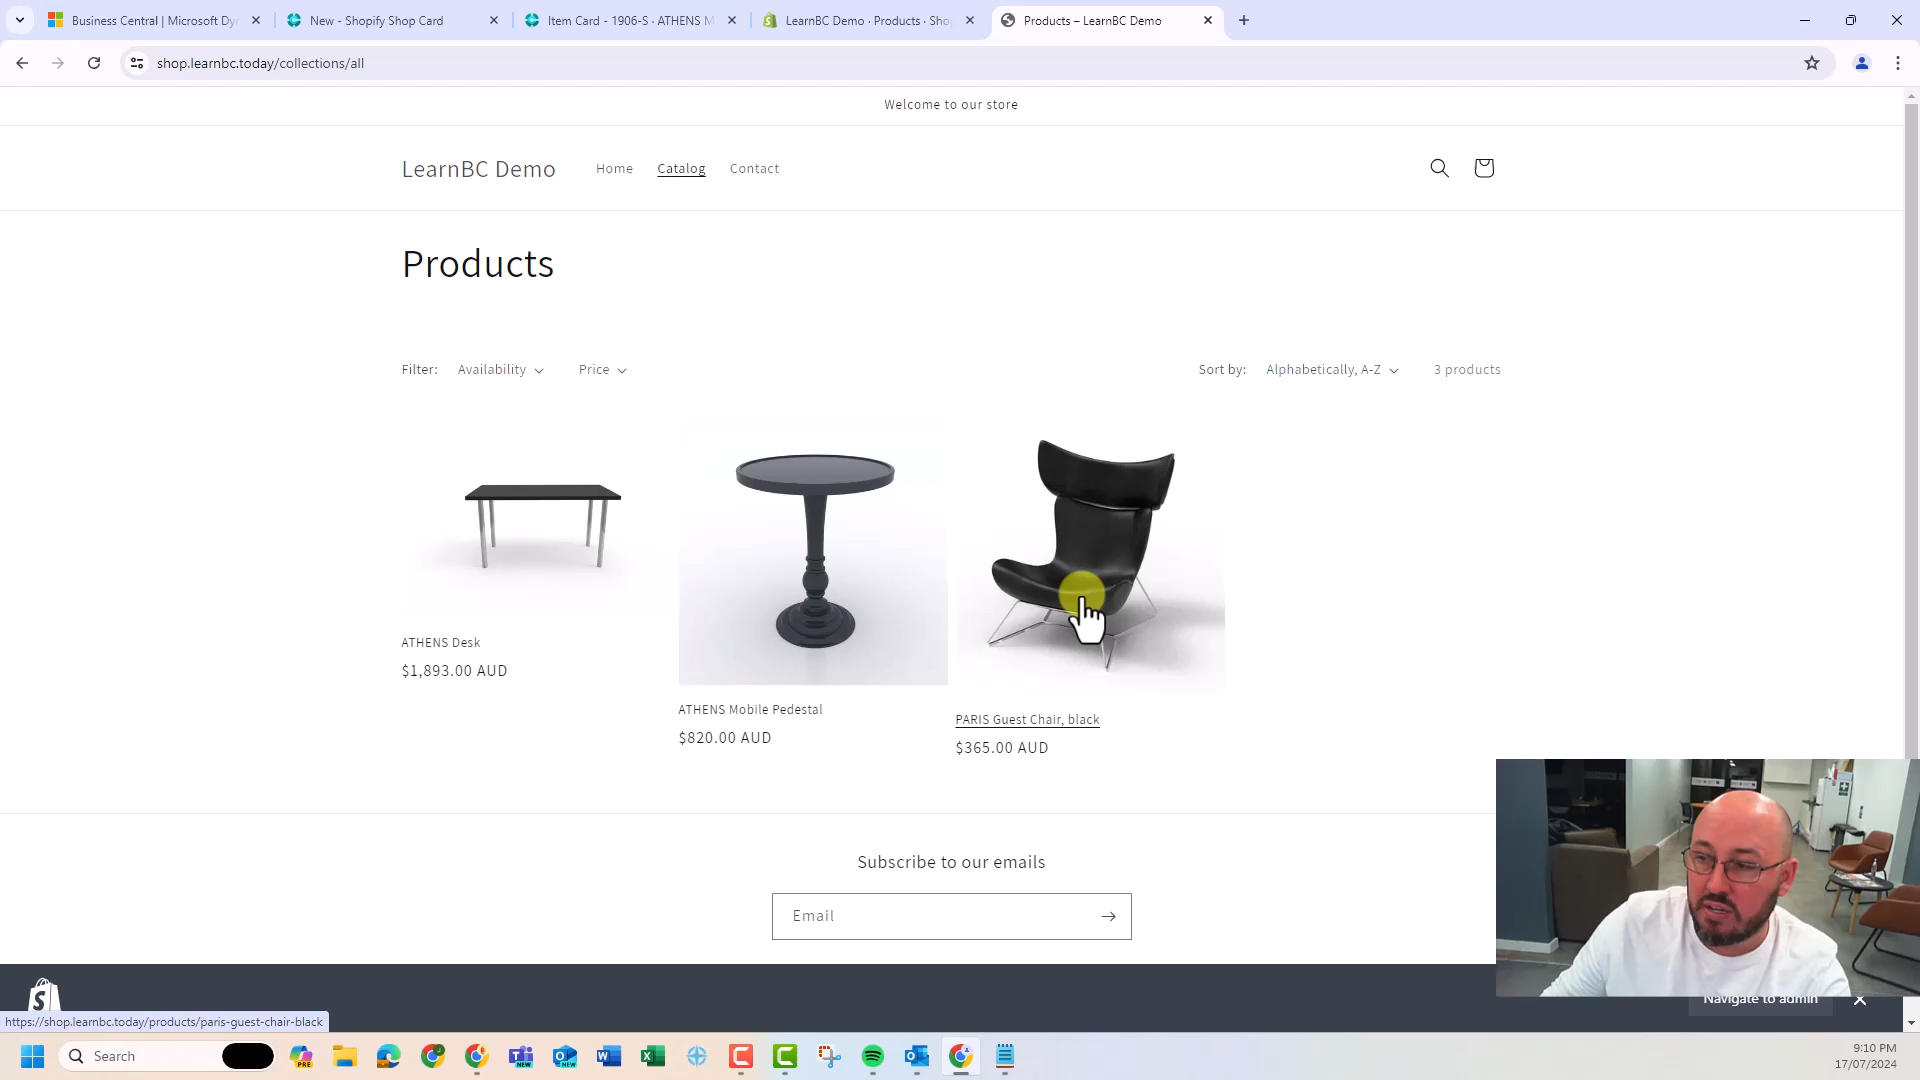 Business Central | Microsoft Dy
New - Shopify Shop Card
Item Card - 1906-S · ATHENS M
LearnBC Demo · Products · Sho
Products – LearnBC Demo
shop.learnbc.today/collections/all
Welcome to our store
LearnBC Demo
Home
Catalog
Contact
Products
Filter:
Availability
Price
Sort by:
Alphabetically, A-Z
3 products
ATHENS Desk
$1,893.00 AUD
ATHENS Mobile Pedestal
$820.00 AUD
PARIS Guest Chair, black
$365.00 AUD
Subscribe to our emails
Email
Navigate to admin
https://shop.learnbc.today/products/paris-guest-chair-black
Search
PRE
NEW
NEW
9:10 PM
17/07/2024